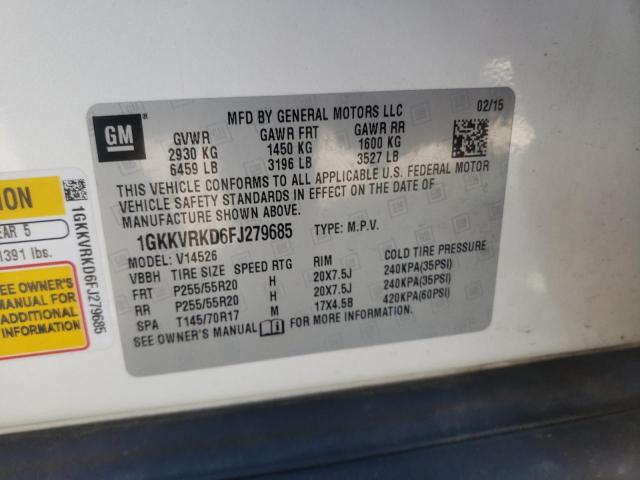 MFD BY GENERAL MOTORS LLC
02/15
GM
GVWR GAWR FRT GAWR RR
2930 KG 1450 KG 1600 KG
6459 LB 3196 LB 3527 LB
THIS VEHICLE CONFORMS TO ALL APPLICABLE U.S. FEDERAL MOTOR
VEHICLE SAFETY STANDARDS IN EFFECT ON THE DATE OF
MANUFACTURE SHOWN ABOVE.
1GKKVRKD6FJ279685 TYPE: M.P.V.
MODEL: V14526
VBBH TIRE SIZE SPEED RTG RIM COLD TIRE PRESSURE
FRT P255/55R20 H 20X7.5J 240KPA(35PSI)
RR P255/55R20 H 20X7.5J 240KPA(35PSI)
SPA T145/70R17 M 17X4.5B 420KPA(60PSI)
SEE OWNER'S MANUAL FOR MORE INFORMATION.
ION
EAR 5
1391 lbs.
SEE OWNER'S
MANUAL FOR
ADDITIONAL
INFORMATION
1GKKVRKD6FJ279685